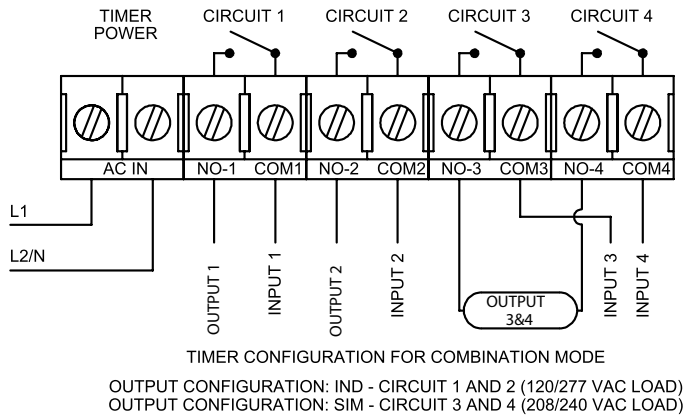 TIMER POWER
CIRCUIT 1
CIRCUIT 2
CIRCUIT 3
CIRCUIT 4
AC IN
NO-1
COM1
NO-2
COM2
NO-3
COM3
NO-4
COM4
L1
L2/N
OUTPUT 1
INPUT 1
OUTPUT 2
INPUT 2
OUTPUT
3&4
INPUT 3
INPUT 4
TIMER CONFIGURATION FOR COMBINATION MODE
OUTPUT CONFIGURATION: IND - CIRCUIT 1 AND 2 (120/277 VAC LOAD)
OUTPUT CONFIGURATION: SIM - CIRCUIT 3 AND 4 (208/240 VAC LOAD)